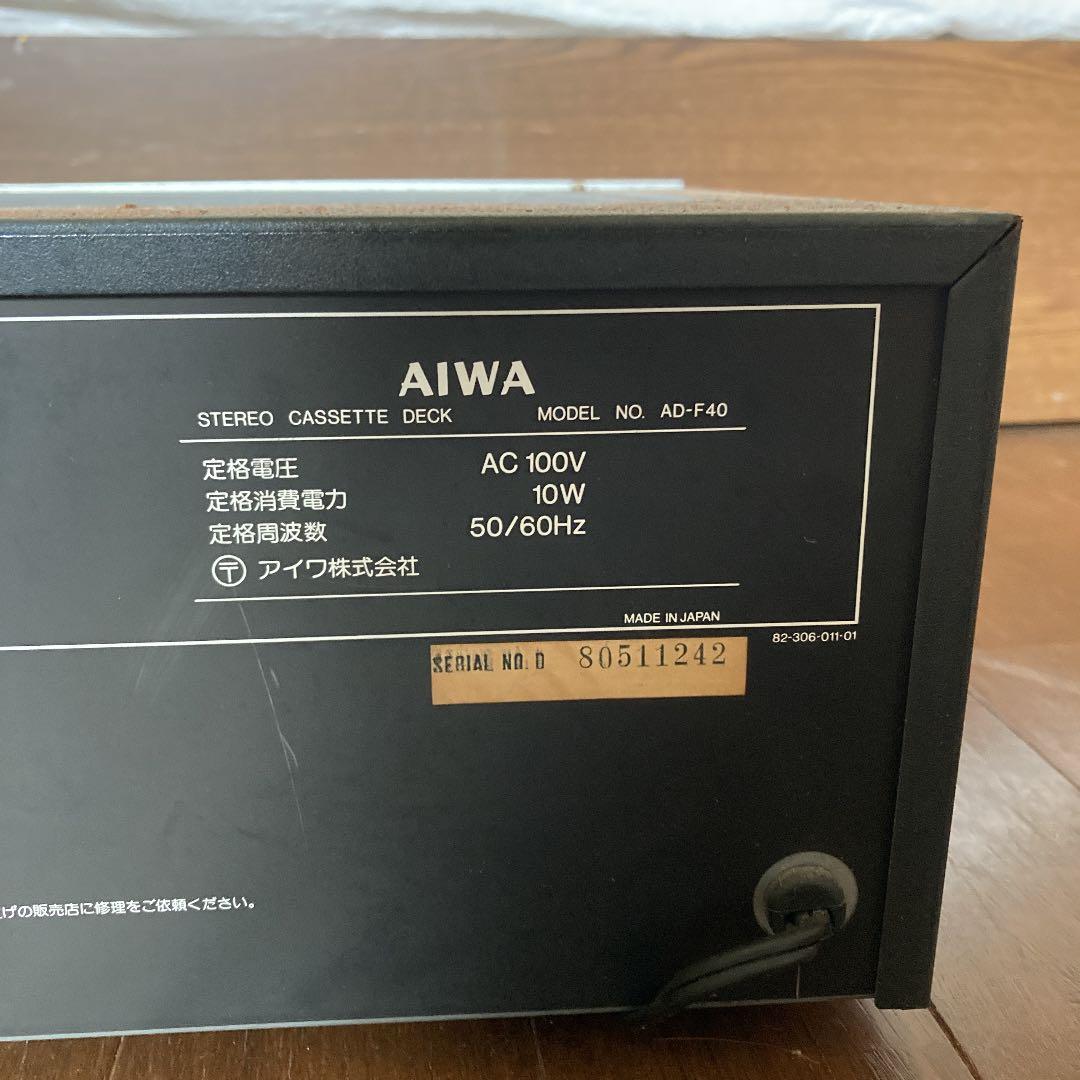 AIWA
STEREO CASSETTE DECK MODEL NO. AD-F40
定格電圧 AC 100V
定格消費電力 10W
定格周波数 50/60Hz
〒 アイワ株式会社
MADE IN JAPAN
82-306-011-01
SERIAL NO. D 80511242
げの販売店に修理をご依頼ください。